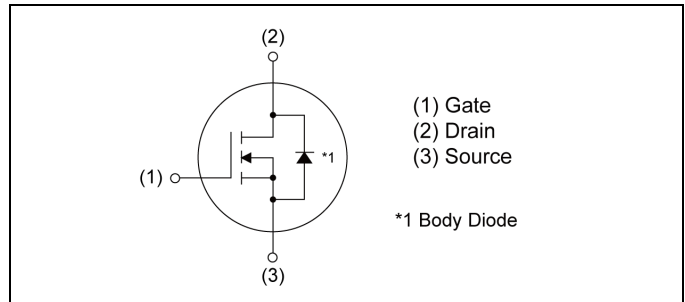 (2)
(1) Gate
(2) Drain
(3) Source
*1
(1)
*1 Body Diode
(3)